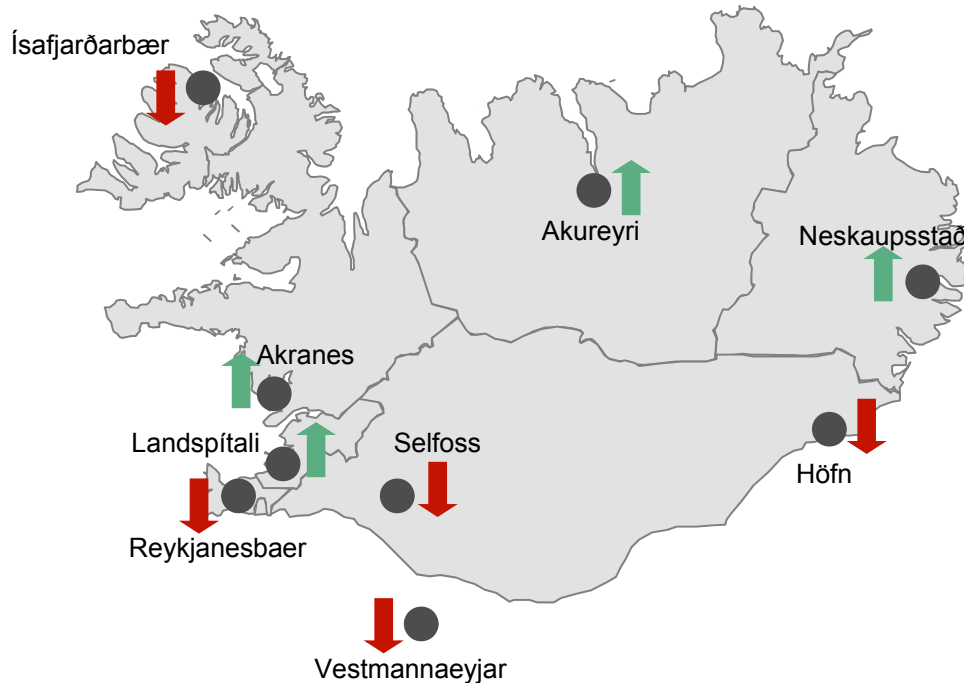 Ísafjarðarbær
Akureyri
Neskaupsstað
Akranes
Landspítali
Selfoss
Höfn
Reykjanesbaer
Vestmannaeyjar